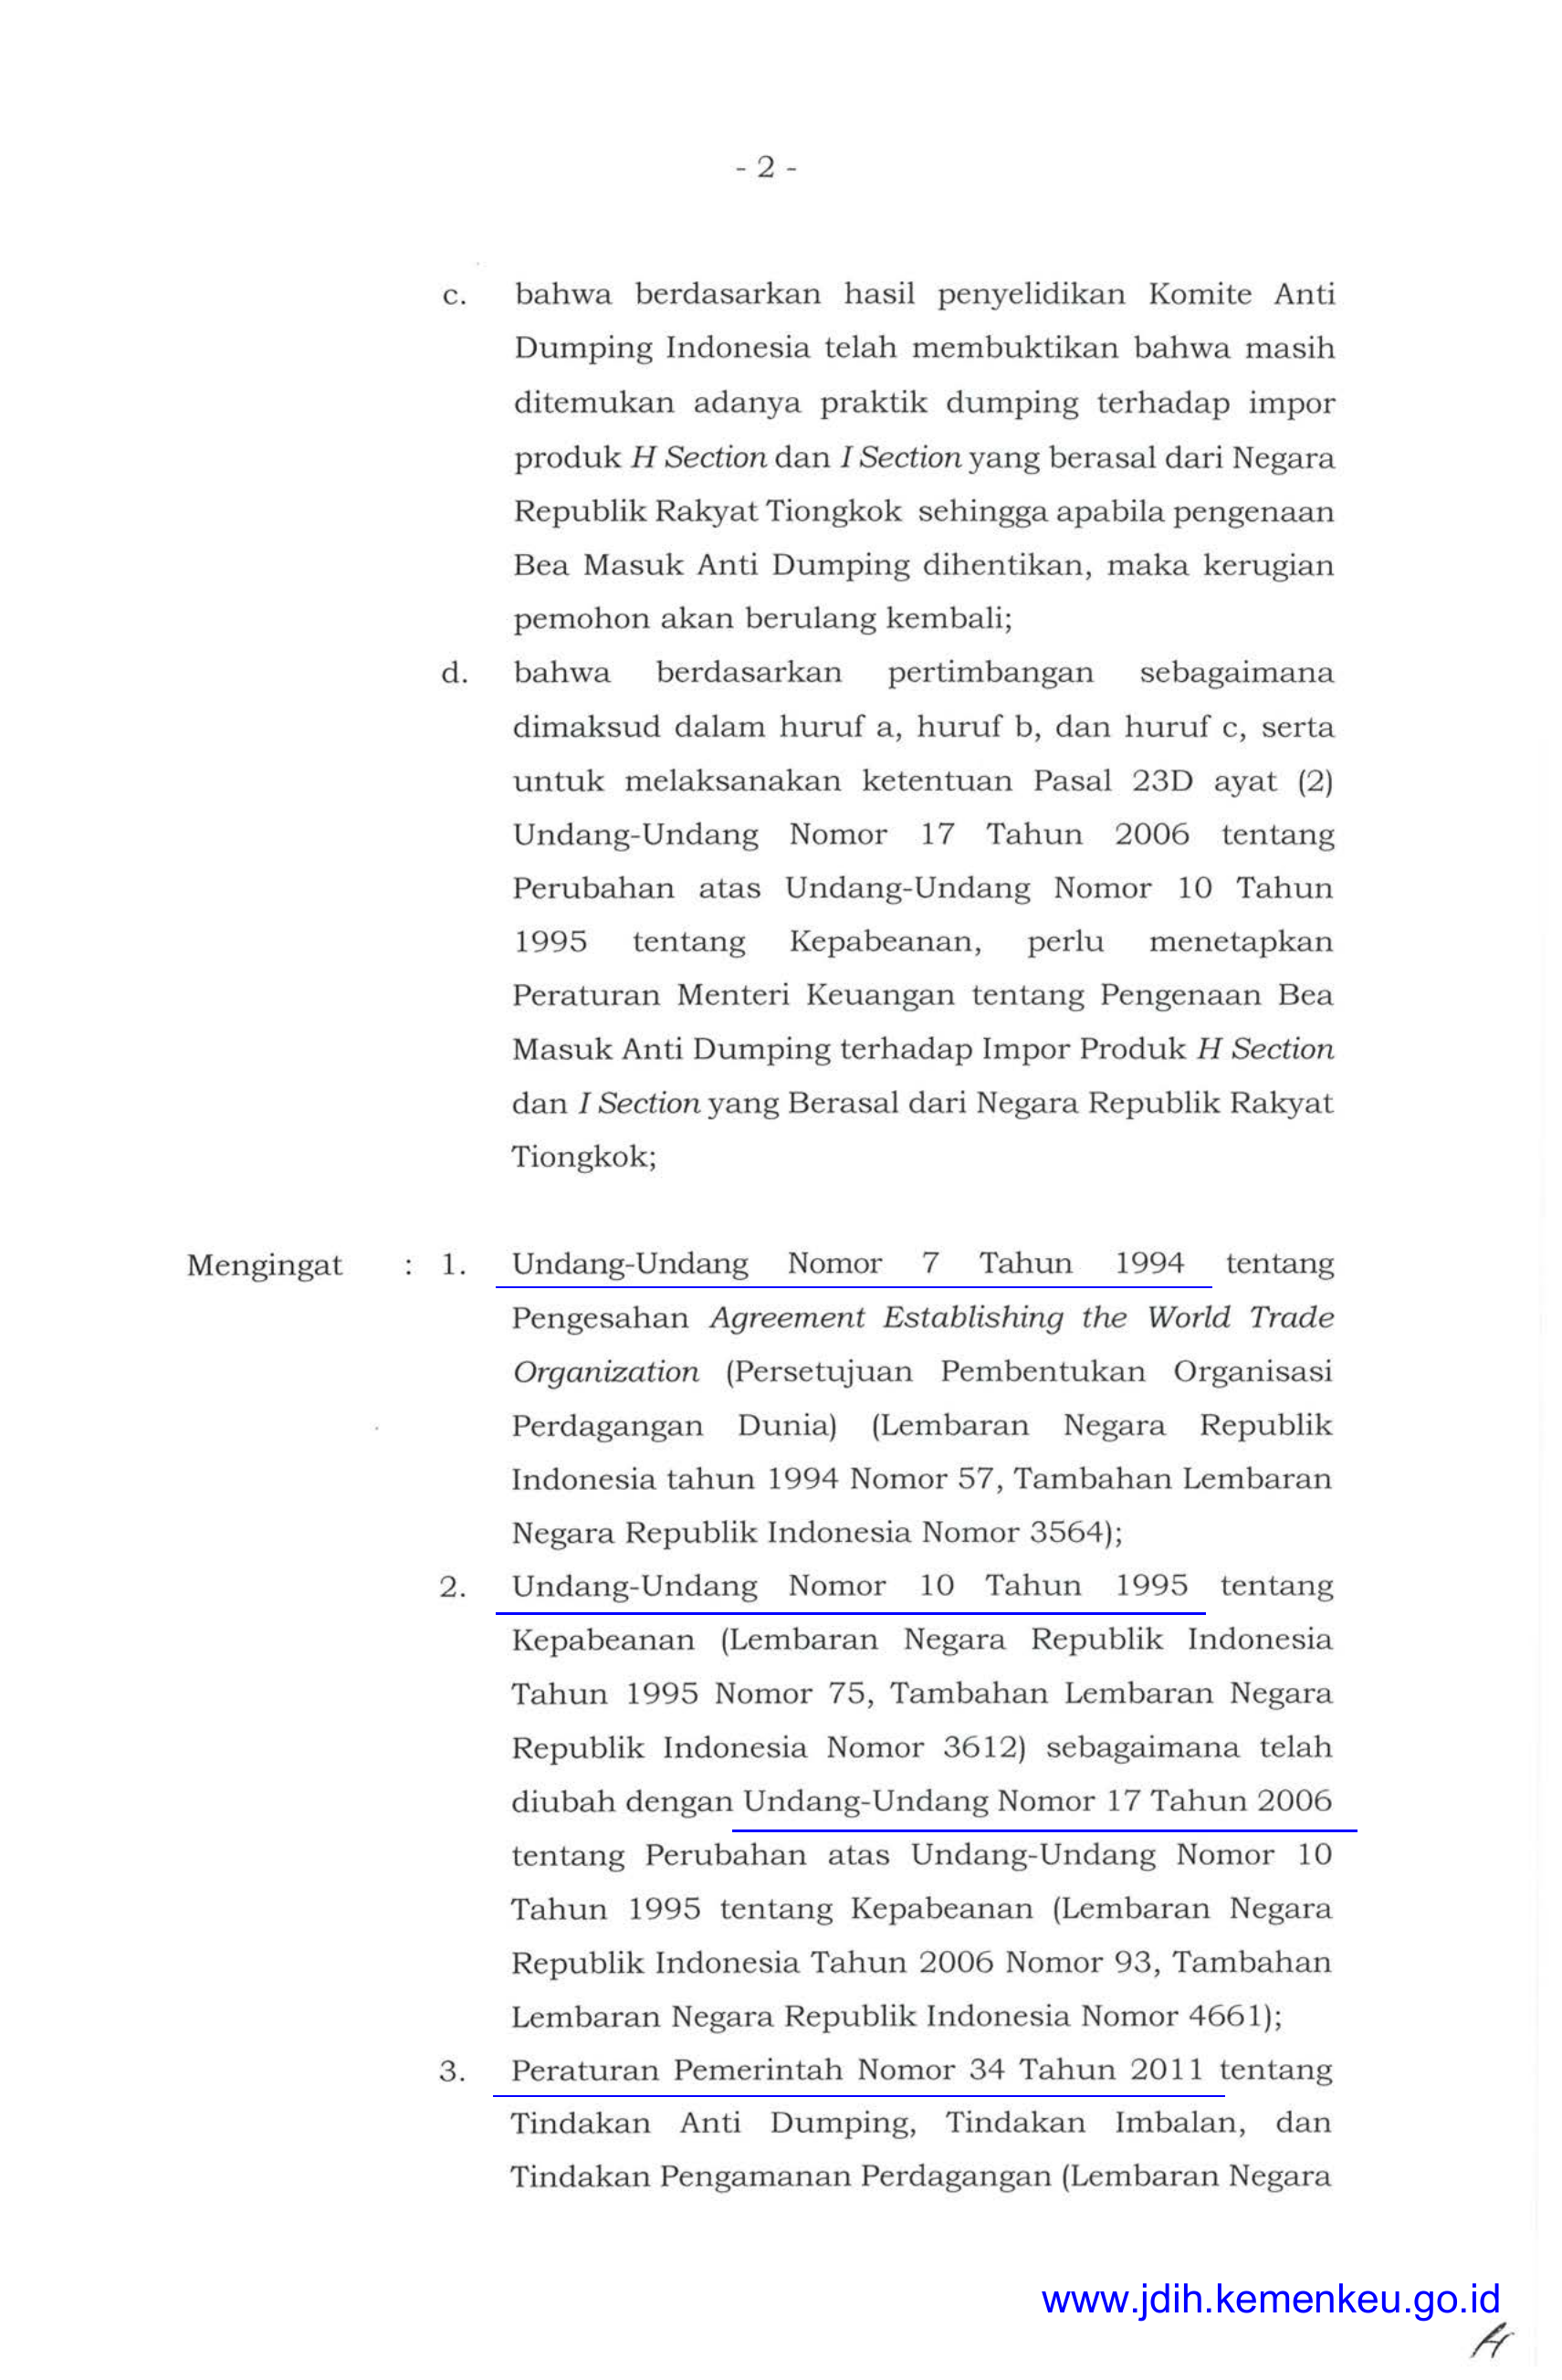 - 2 -
c. bahwa berdasarkan hasil penyelidikan Komite Anti
Dumping Indonesia telah membuktikan bahwa masih
ditemukan adanya praktik dumping terhadap impor
produk H Section dan I Section yang berasal dari Negara
Republik Rakyat Tiongkok sehingga apabila pengenaan
Bea Masuk Anti Dumping dihentikan, maka kerugian
pemohon akan berulang kembali;
d. bahwa berdasarkan pertimbangan sebagaimana
dimaksud dalam huruf a, huruf b, dan huruf c, serta
untuk melaksanakan ketentuan Pasal 23D ayat (2)
Undang-Undang Nomor 17 Tahun 2006 tentang
Perubahan atas Undang-Undang Nomor 10 Tahun
1995 tentang Kepabeanan, perlu menetapkan
Peraturan Menteri Keuangan tentang Pengenaan Bea
Masuk Anti Dumping terhadap Impor Produk H Section
dan I Section yang Berasal dari Negara Republik Rakyat
Tiongkok;
Mengingat : 1. Undang-Undang Nomor 7 Tahun 1994 tentang
Pengesahan Agreement Establishing the World Trade
Organization (Persetujuan Pembentukan Organisasi
Perdagangan Dunia) (Lembaran Negara Republik
Indonesia tahun 1994 Nomor 57, Tambahan Lembaran
Negara Republik Indonesia Nomor 3564);
2. Undang-Undang Nomor 10 Tahun 1995 tentang
Kepabeanan (Lembaran Negara Republik Indonesia
Tahun 1995 Nomor 75, Tambahan Lembaran Negara
Republik Indonesia Nomor 3612) sebagaimana telah
diubah dengan Undang-Undang Nomor 17 Tahun 2006
tentang Perubahan atas Undang-Undang Nomor 10
Tahun 1995 tentang Kepabeanan (Lembaran Negara
Republik Indonesia Tahun 2006 Nomor 93, Tambahan
Lembaran Negara Republik Indonesia Nomor 4661);
3. Peraturan Pemerintah Nomor 34 Tahun 2011 tentang
Tindakan Anti Dumping, Tindakan Imbalan, dan
Tindakan Pengamanan Perdagangan (Lembaran Negara
www.jdih.kemenkeu.go.id